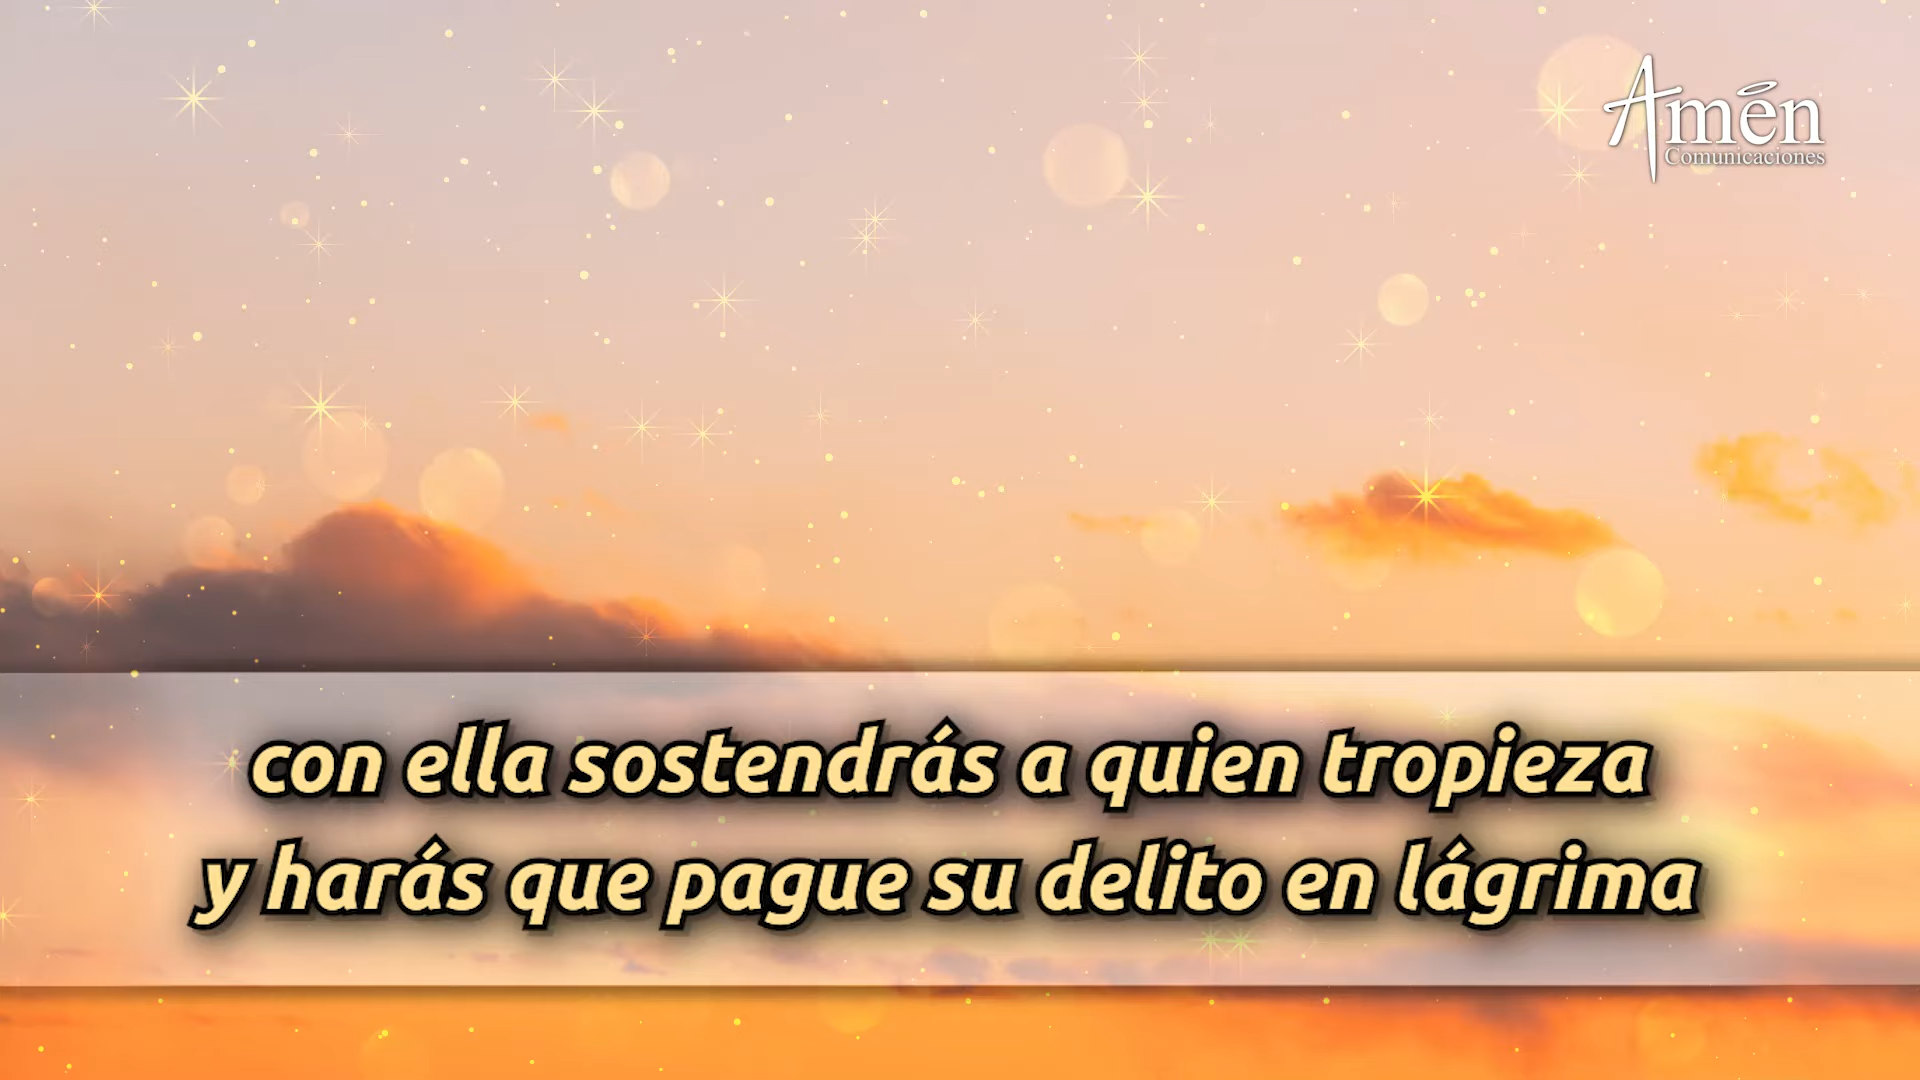 Amén
Comunicaciones
con ella sostendrás a quien tropieza
y harás que pague su delito en lágrima